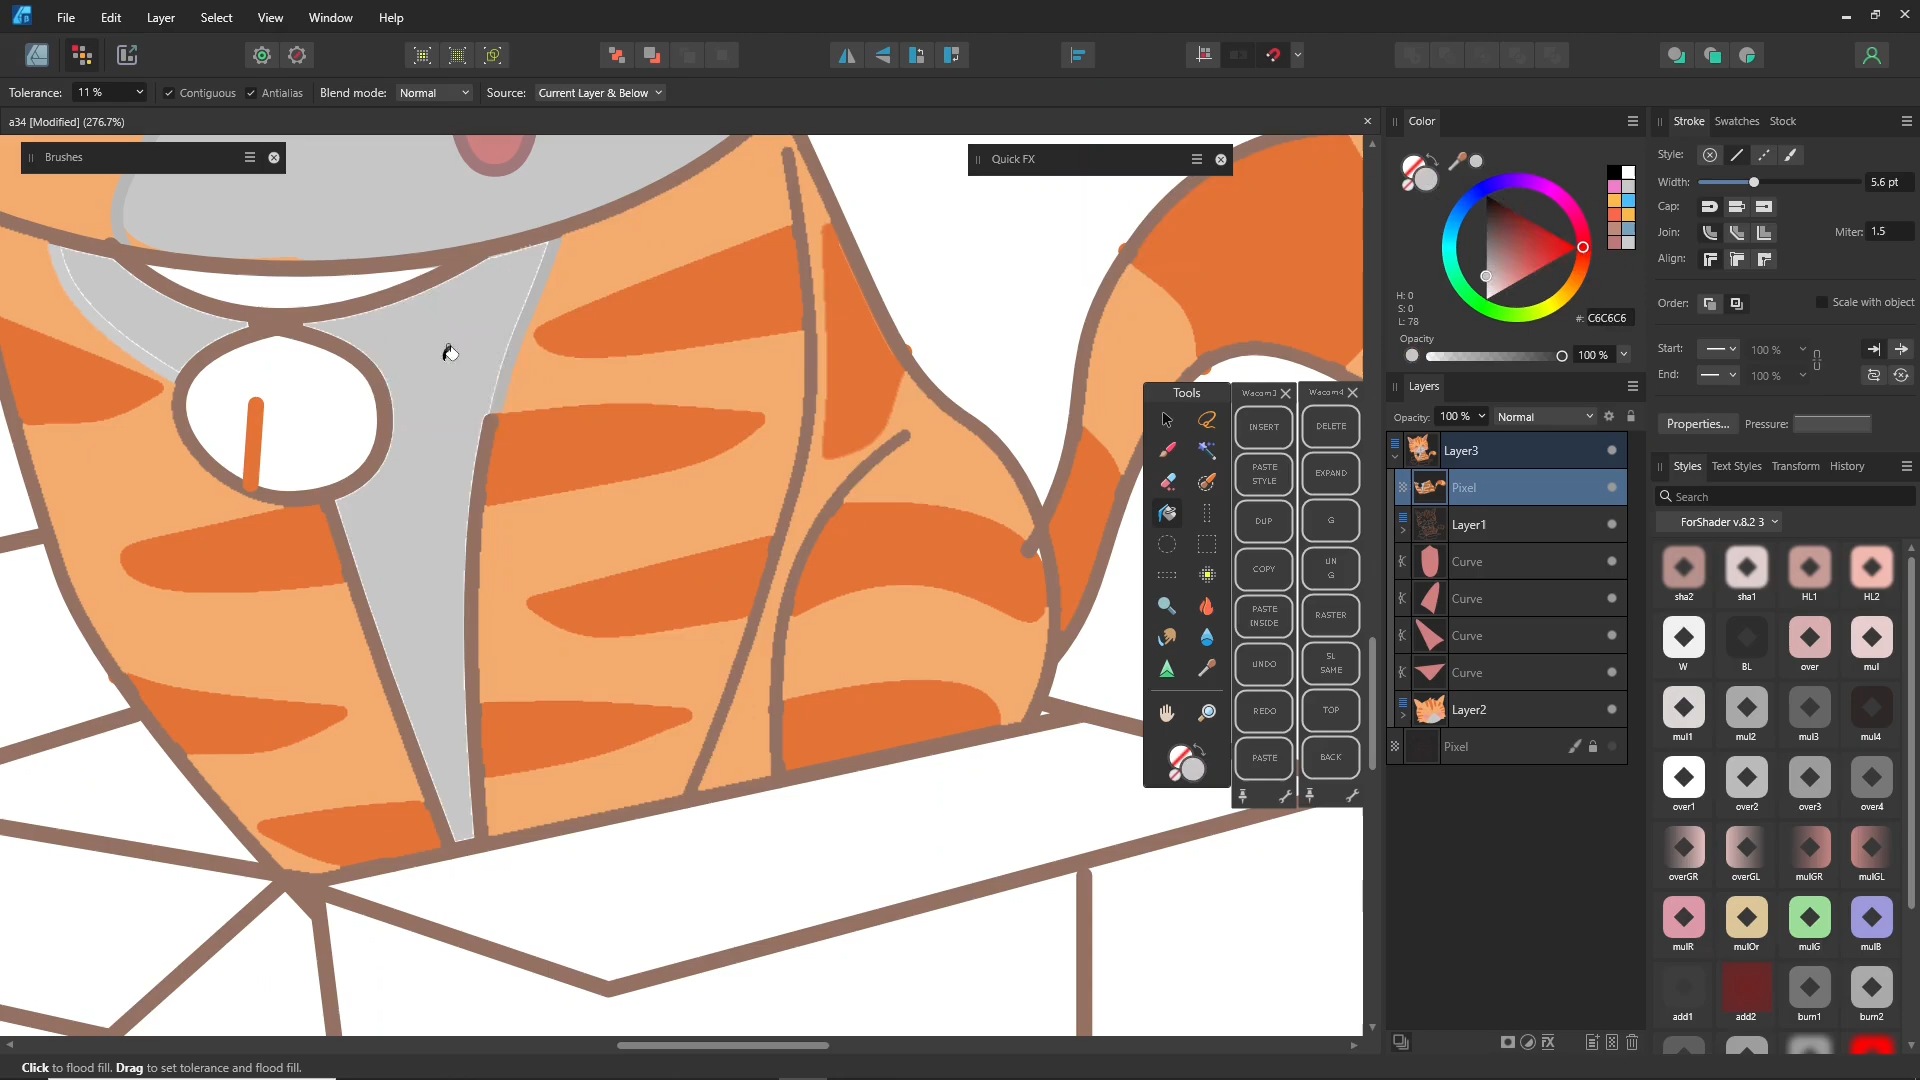 File Edit Layer Select View Window Help
Tolerance: 11 % Contiguous Antialias Blend mode: Normal Source: Current Layer & Below
a34 [Modified] (276.7%)
Brushes
Quick FX
Color
H: 0
S: 0
L: 78
#: C6C6C6
Opacity
100 %
Layers
Opacity: 100 % Normal
Layer3
Pixel
Layer1
Curve
Curve
Curve
Curve
Layer2
Pixel
Tools
Wacom3
Wacom4
INSERT DELETE
PASTE STYLE EXPAND
DUP G
COPY UN G
PASTE INSIDE RASTER
UNDO SL SAME
REDO TOP
PASTE BACK
Stroke Swatches Stock
Style:
Width: 5.6 pt
Cap:
Join: Miter: 1.5
Align:
Order: Scale with object
Start: 100 %
End: 100 %
Properties... Pressure:
Styles Text Styles Transform History
Search
ForShader v.8.2 3
sha2 sha1 HL1 HL2
W BL over mul
mul1 mul2 mul3 mul4
over1 over2 over3 over4
overGR overGL mulGR mulGL
mulR mulOr mulG mulB
add1 add2 burn1 burn2
Click to flood fill. Drag to set tolerance and flood fill.